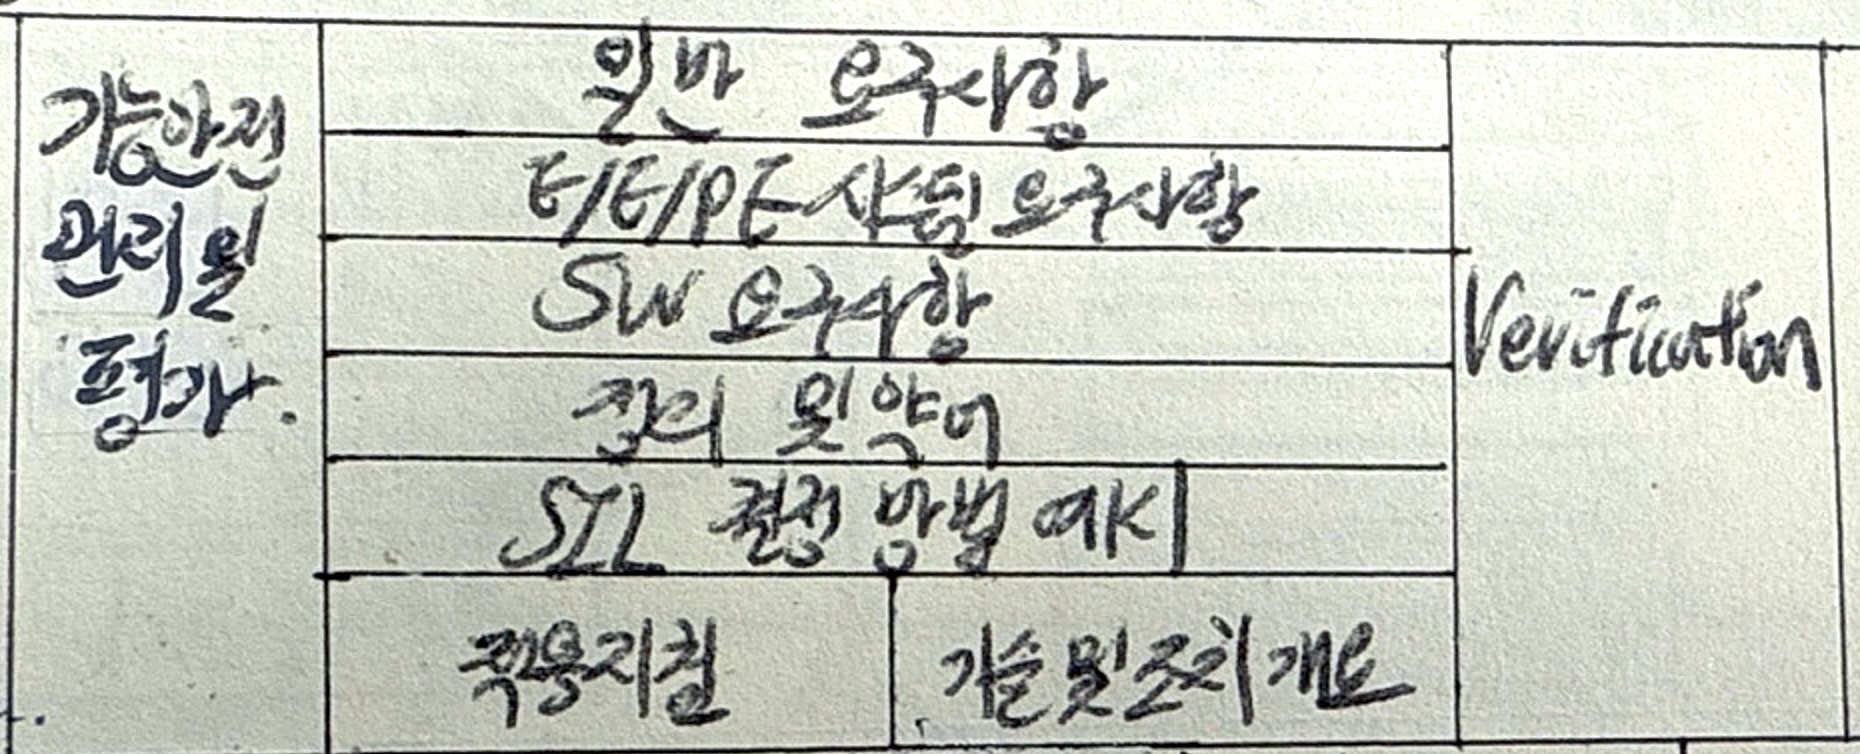 기능안전
관리 및
평가.
일반 요구사항
E/E/PE 시스템 요구사항
SW 요구사항
정의 및 약어
SIL 결정 방법 예시
적용지침
기술 및 조치 개요
Verification